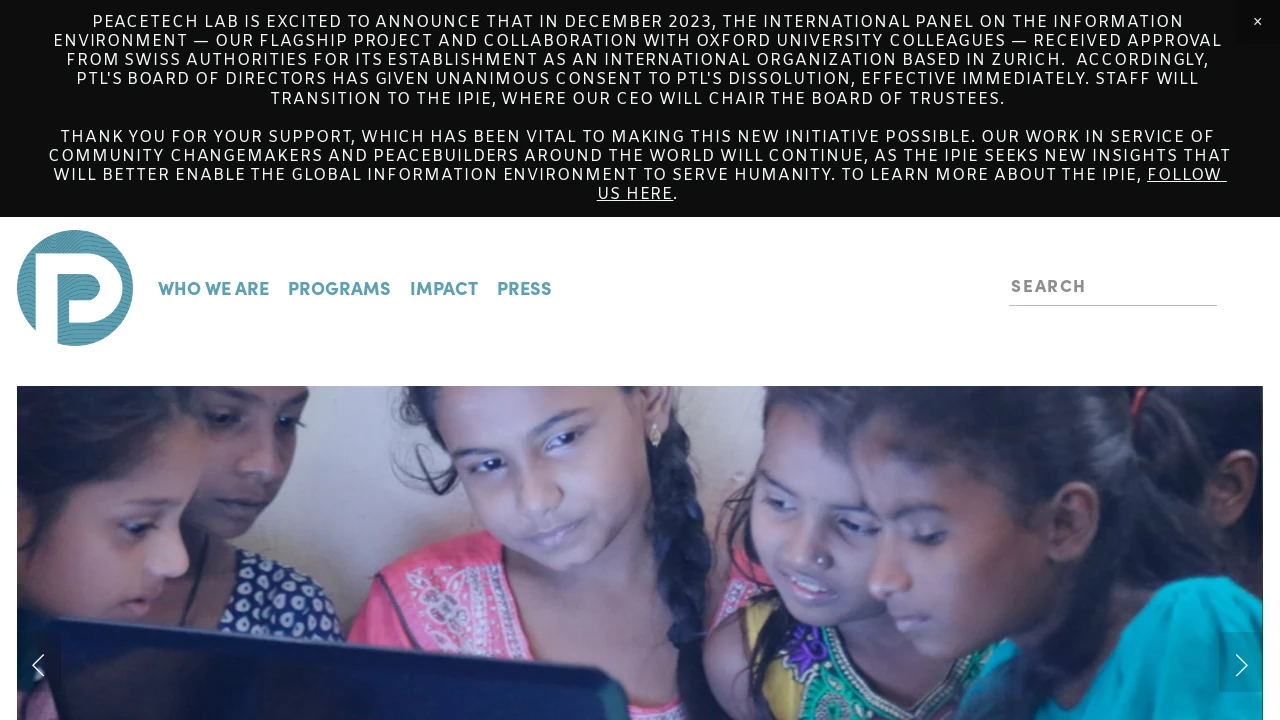 PEACETECH LAB IS EXCITED TO ANNOUNCE THAT IN DECEMBER 2023, THE INTERNATIONAL PANEL ON THE INFORMATION
ENVIRONMENT — OUR FLAGSHIP PROJECT AND COLLABORATION WITH OXFORD UNIVERSITY COLLEAGUES — RECEIVED APPROVAL
FROM SWISS AUTHORITIES FOR ITS ESTABLISHMENT AS AN INTERNATIONAL ORGANIZATION BASED IN ZURICH. ACCORDINGLY,
PTL'S BOARD OF DIRECTORS HAS GIVEN UNANIMOUS CONSENT TO PTL'S DISSOLUTION, EFFECTIVE IMMEDIATELY. STAFF WILL
TRANSITION TO THE IPIE, WHERE OUR CEO WILL CHAIR THE BOARD OF TRUSTEES.
THANK YOU FOR YOUR SUPPORT, WHICH HAS BEEN VITAL TO MAKING THIS NEW INITIATIVE POSSIBLE. OUR WORK IN SERVICE OF
COMMUNITY CHANGEMAKERS AND PEACEBUILDERS AROUND THE WORLD WILL CONTINUE, AS THE IPIE SEEKS NEW INSIGHTS THAT
WILL BETTER ENABLE THE GLOBAL INFORMATION ENVIRONMENT TO SERVE HUMANITY. TO LEARN MORE ABOUT THE IPIE, FOLLOW
US HERE.
WHO WE ARE PROGRAMS IMPACT PRESS
SEARCH